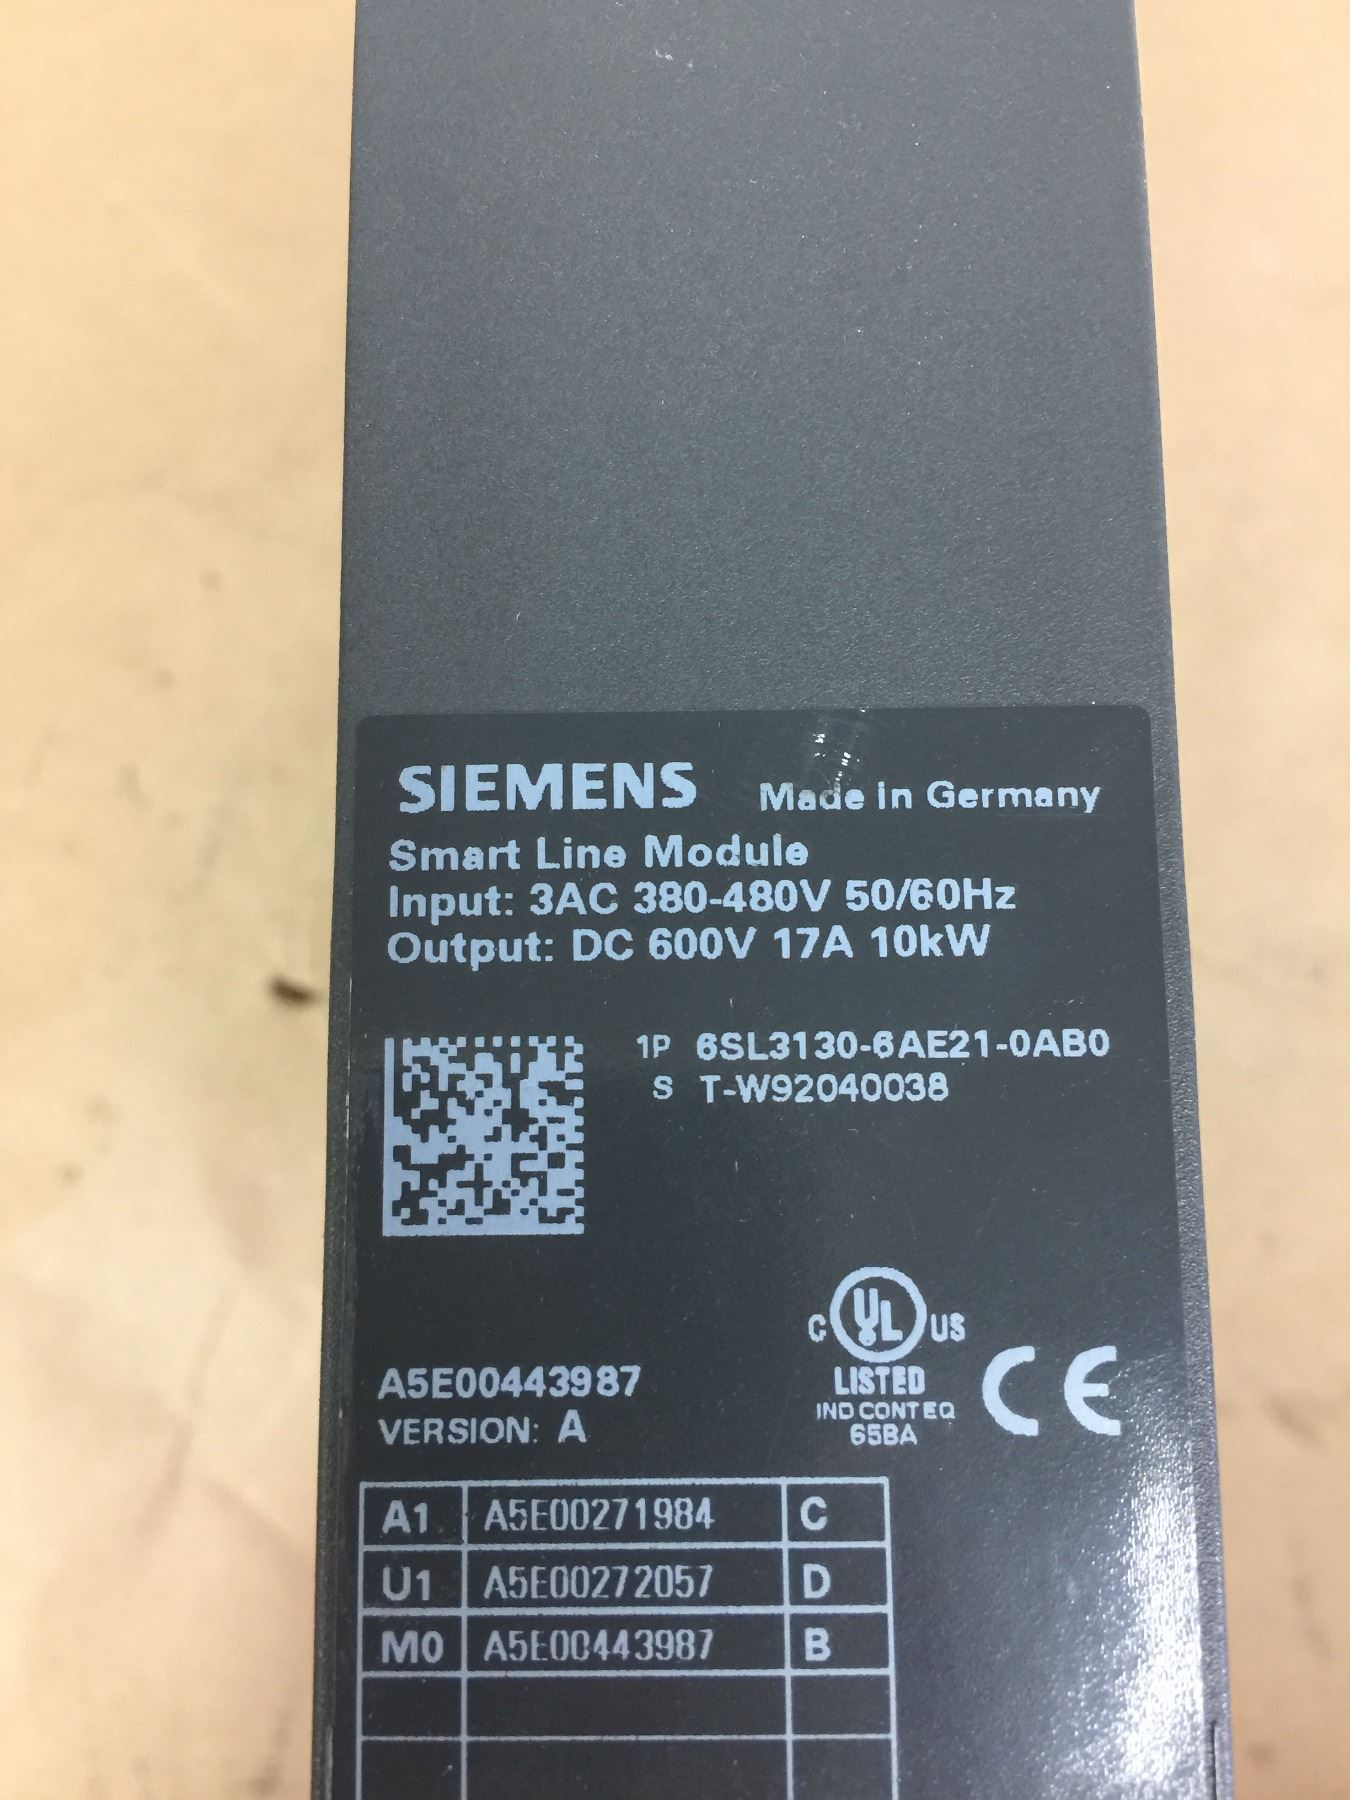 SIEMENS Made in Germany
Smart Line Module
Input: 3AC 380-480V 50/60Hz
Output: DC 600V 17A 10kW
1P 6SL3130-6AE21-0AB0
S T-W92040038
C UL US
LISTED
IND CONT EQ
65BA
CE
A5E00443987
VERSION: A
A1 A5E00271984 C
U1 A5E00272057 D
M0 A5E00443987 B